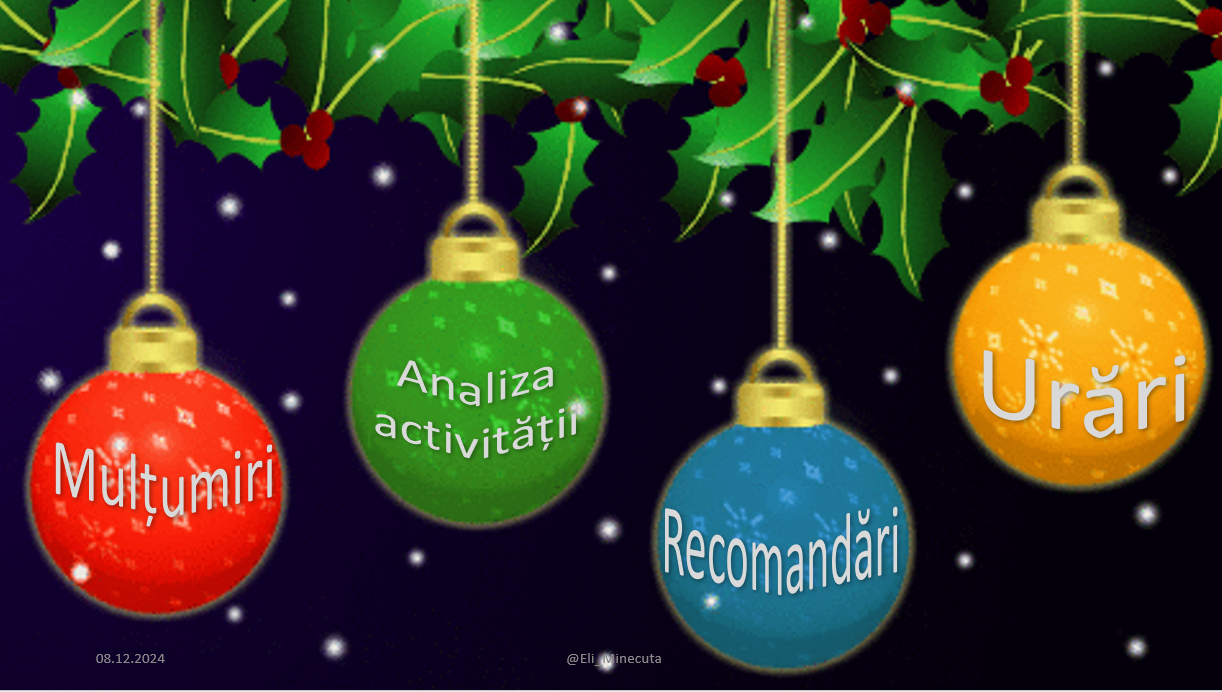 Mulțumiri
Analiza
activității
Recomandări
Urări
08.12.2024
@Eli_Minecuta